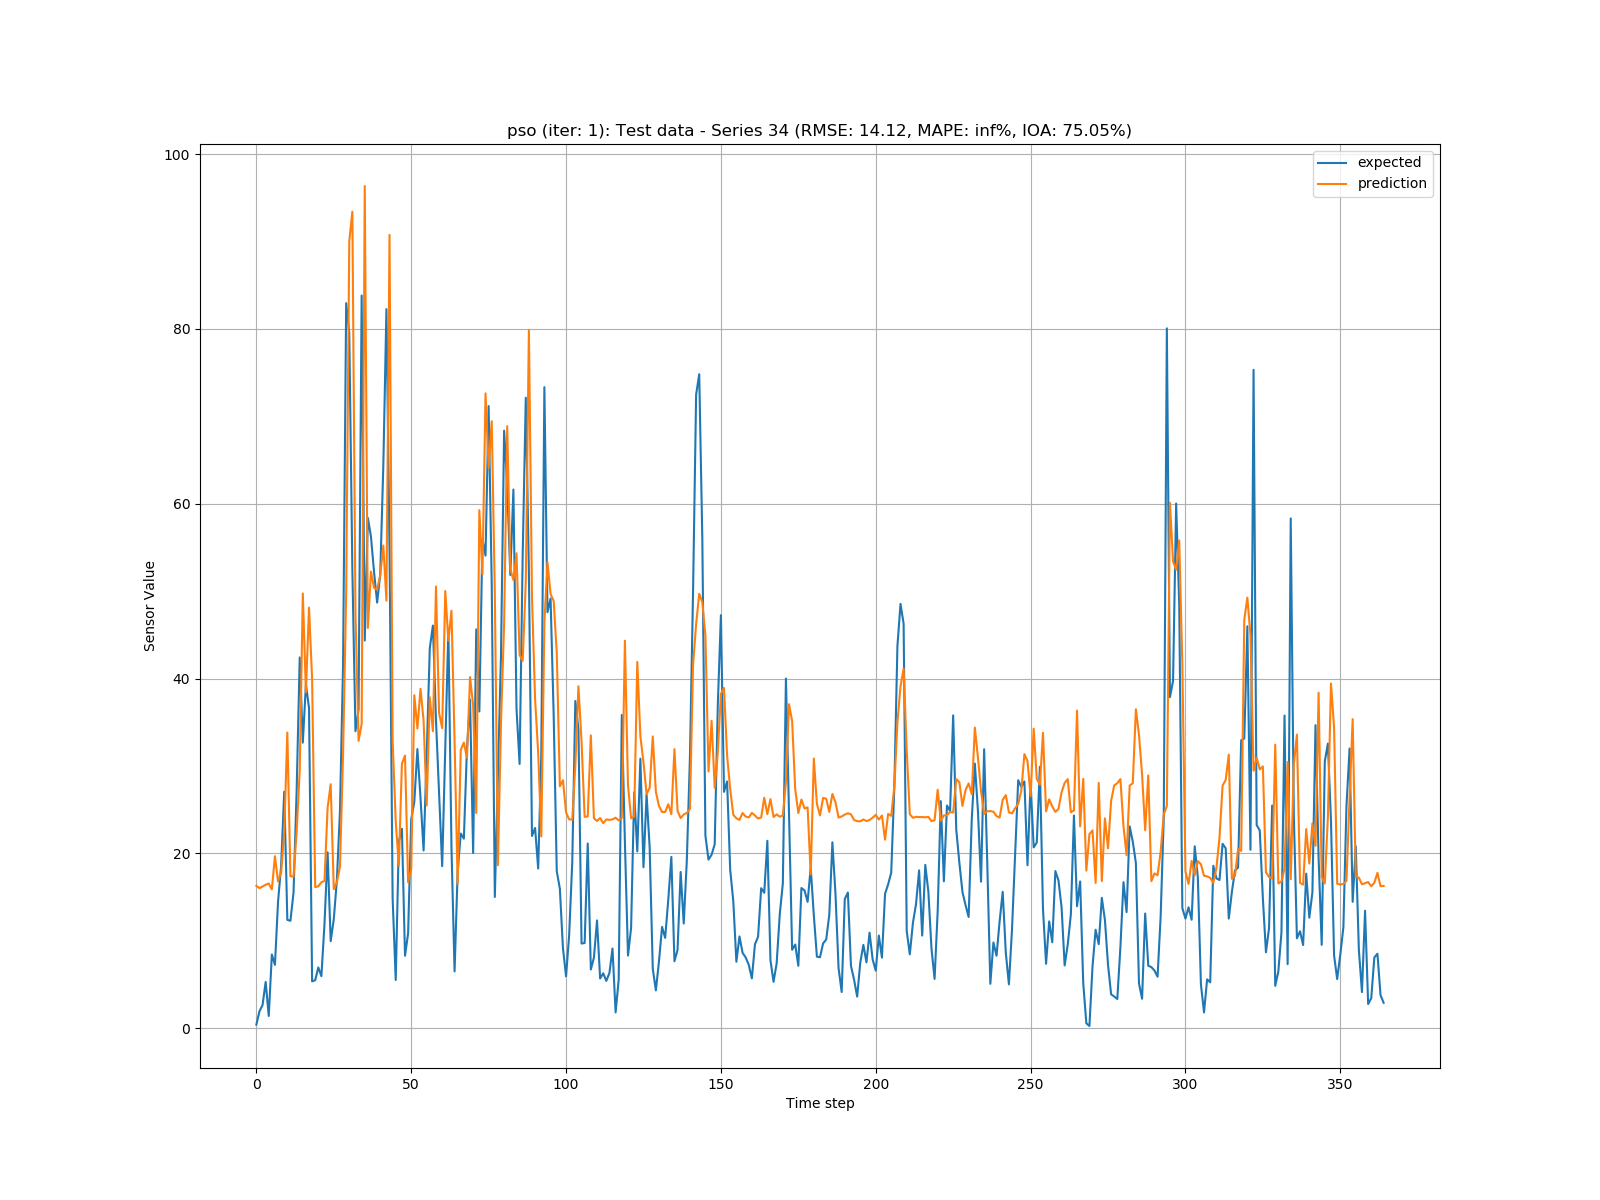 pso (iter: 1): Test data - Series 34 (RMSE: 14.12, MAPE: inf%, IOA: 75.05%)
expected
prediction
100
80
60
40
20
0
Sensor Value
0 50 100 150 200 250 300 350
Time step